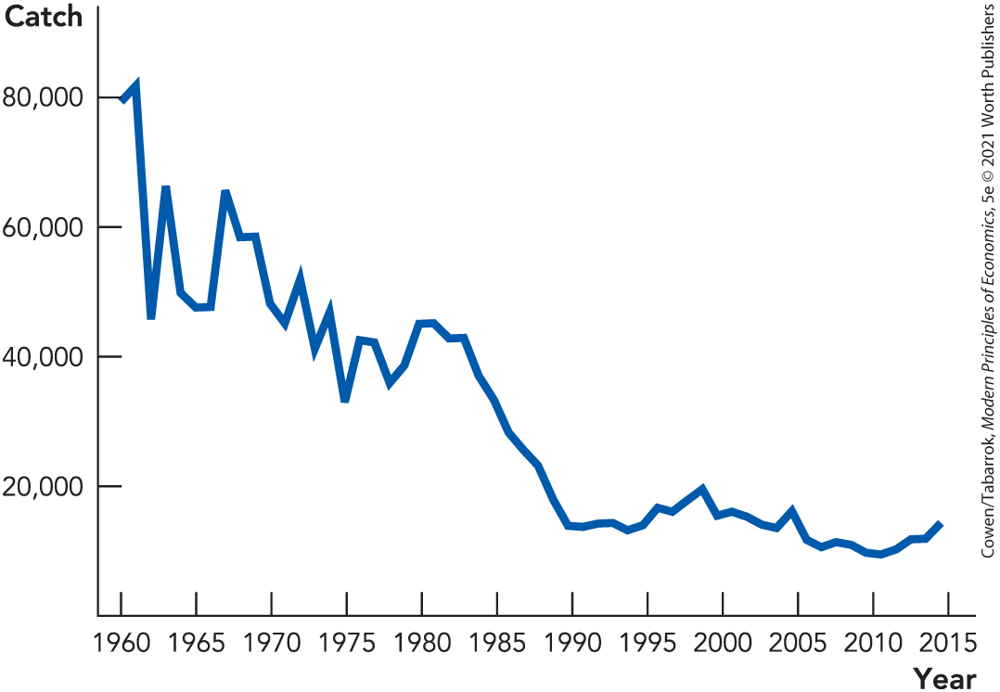 Catch
80,000
60,000
40,000
20,000
1960 1965 1970 1975 1980 1985 1990 1995 2000 2005 2010 2015
Year
Cowen/Tabarrok, Modern Principles of Economics, 5e © 2021 Worth Publishers